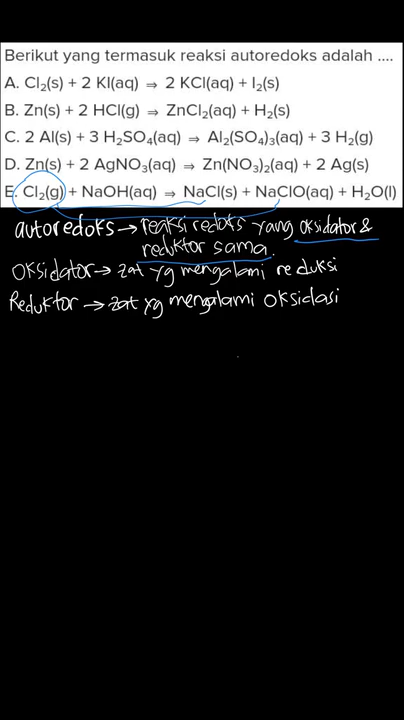 Berikut yang termasuk reaksi autoredoks adalah ....
A. Cl₂(s) + 2 KI(aq) ⇒ 2 KCl(aq) + I₂(s)
B. Zn(s) + 2 HCl(g) ⇒ ZnCl₂(aq) + H₂(s)
C. 2 Al(s) + 3 H₂SO₄(aq) ⇒ Al₂(SO₄)₃(aq) + 3 H₂(g)
D. Zn(s) + 2 AgNO₃(aq) ⇒ Zn(NO₃)₂(aq) + 2 Ag(s)
E. Cl₂(g) + NaOH(aq) ⇒ NaCl(s) + NaClO(aq) + H₂O(l)
autoredoks → reaksi redoks yang oksidator &
reduktor sama.
Oksidator → zat yg mengalami reduksi
Reduktor → zat yg mengalami oksidasi